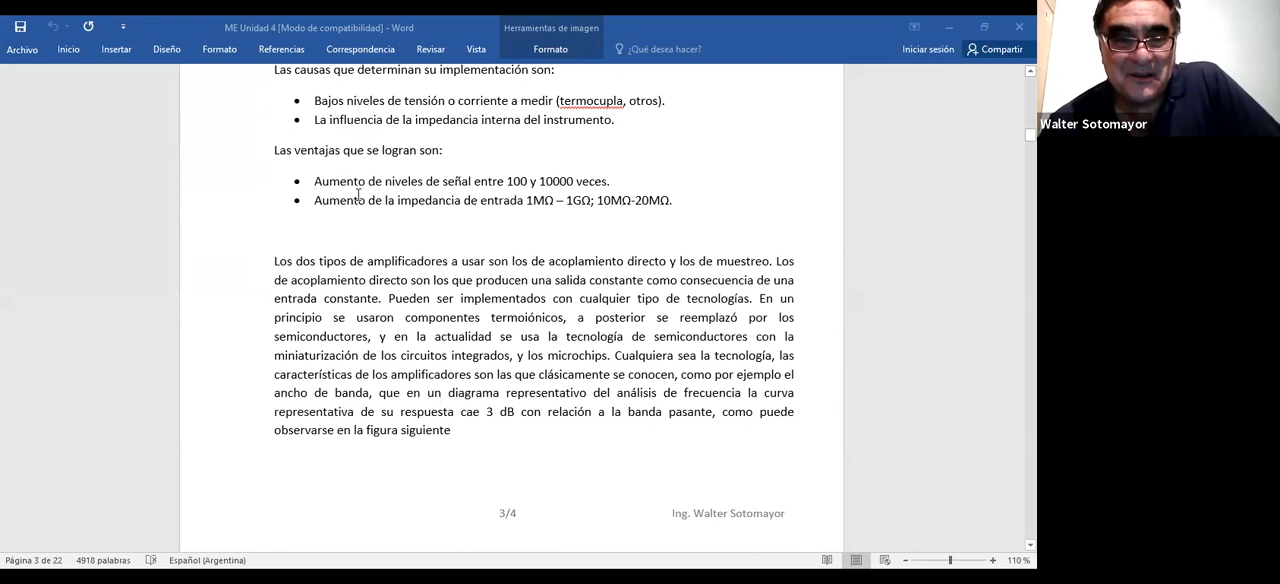 ME Unidad 4 [Modo de compatibilidad] - Word
Herramientas de imagen
Archivo Inicio Insertar Diseño Formato Referencias Correspondencia Revisar Vista Formato ¿Qué desea hacer? Iniciar sesión Compartir
Walter Sotomayor
Las causas que determinan su implementación son:
• Bajos niveles de tensión o corriente a medir (termocupla, otros).
• La influencia de la impedancia interna del instrumento.
Las ventajas que se logran son:
• Aumento de niveles de señal entre 100 y 10000 veces.
• Aumento de la impedancia de entrada 1MΩ – 1GΩ; 10MΩ-20MΩ.
Los dos tipos de amplificadores a usar son los de acoplamiento directo y los de muestreo. Los
de acoplamiento directo son los que producen una salida constante como consecuencia de una
entrada constante. Pueden ser implementados con cualquier tipo de tecnologías. En un
principio se usaron componentes termoiónicos, a posterior se reemplazó por los
semiconductores, y en la actualidad se usa la tecnología de semiconductores con la
miniaturización de los circuitos integrados, y los microchips. Cualquiera sea la tecnología, las
características de los amplificadores son las que clásicamente se conocen, como por ejemplo el
ancho de banda, que en un diagrama representativo del análisis de frecuencia la curva
representativa de su respuesta cae 3 dB con relación a la banda pasante, como puede
observarse en la figura siguiente
3/4 Ing. Walter Sotomayor
Página 3 de 22 4918 palabras Español (Argentina) 110 %